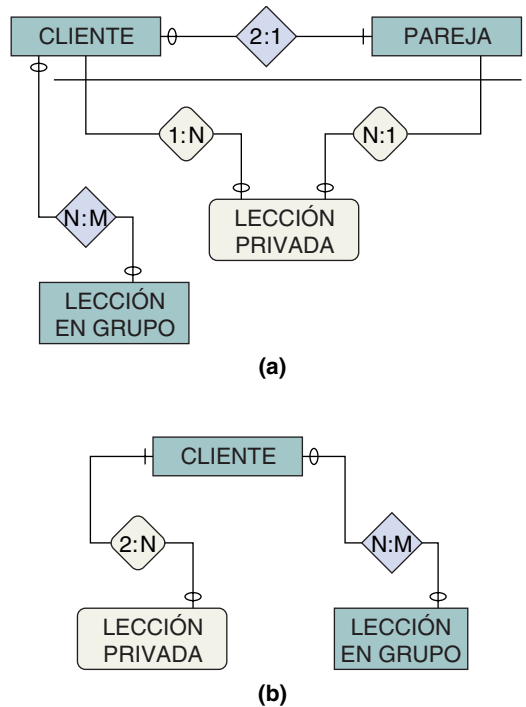 CLIENTE
2:1
PAREJA
1:N
N:1
N:M
LECCIÓN
PRIVADA
LECCIÓN
EN GRUPO
(a)
CLIENTE
2:N
N:M
LECCIÓN
PRIVADA
LECCIÓN
EN GRUPO
(b)